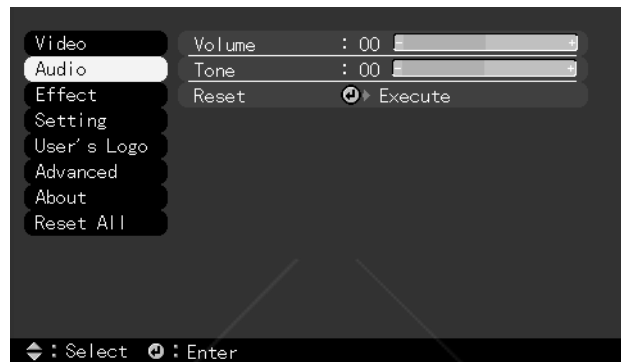 Video
Audio
Effect
Setting
User's Logo
Advanced
About
Reset All
Volume : 00 - +
Tone : 00 - +
Reset Execute
: Select : Enter